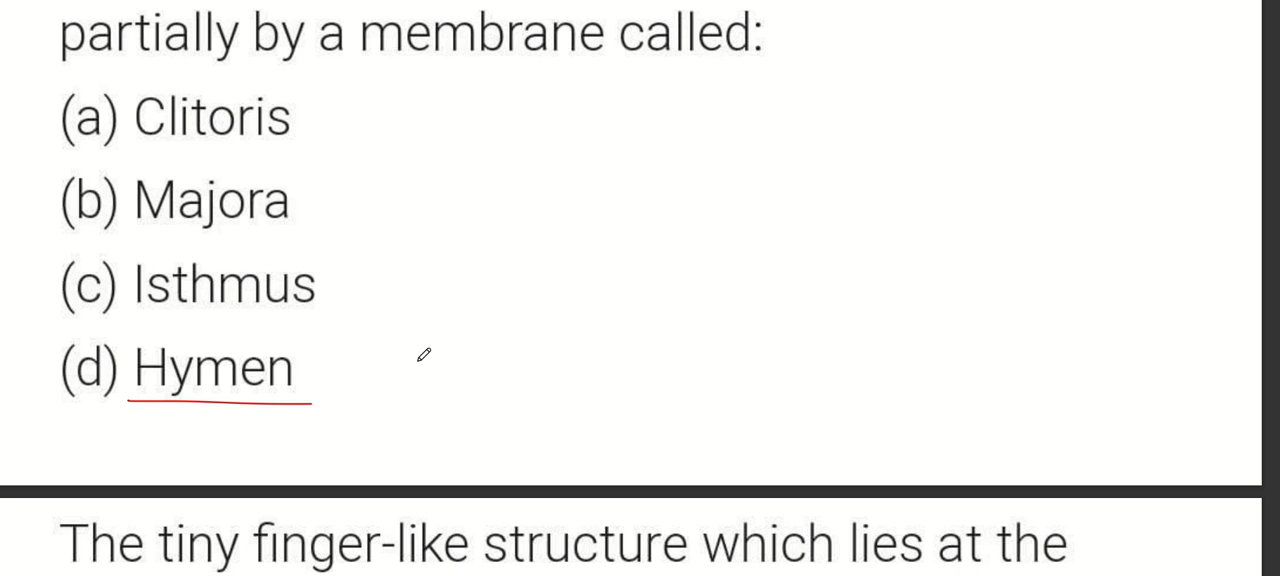 partially by a membrane called:
(a) Clitoris
(b) Majora
(c) Isthmus
(d) Hymen
The tiny finger-like structure which lies at the